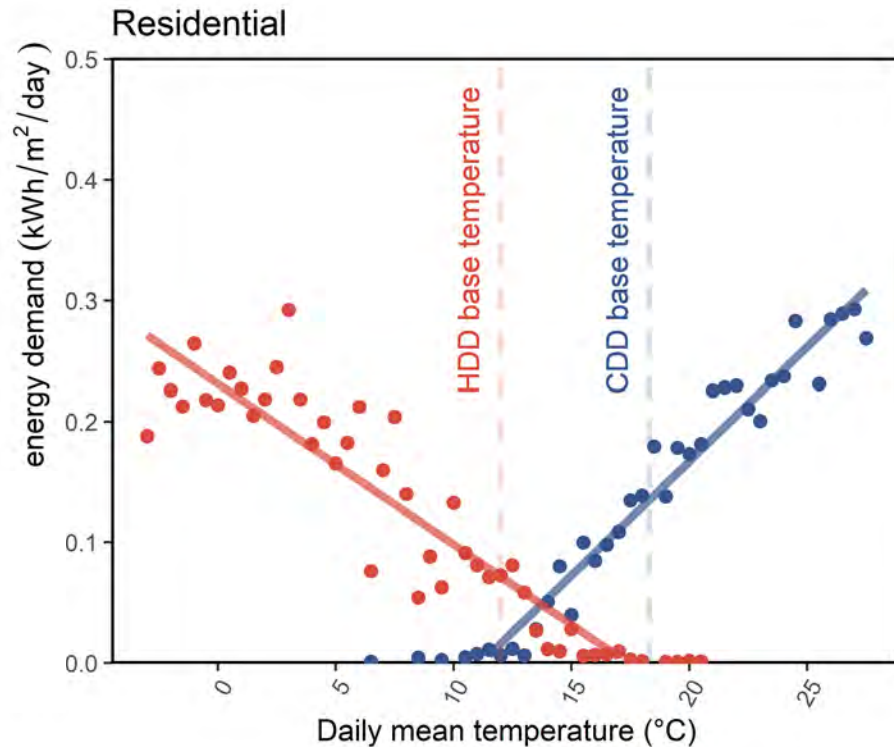 Residential
energy demand (kWh/m²/day)
0.5
0.4
0.3
0.2
0.1
0.0
HDD base temperature
CDD base temperature
0
5
10
15
20
25
Daily mean temperature (°C)